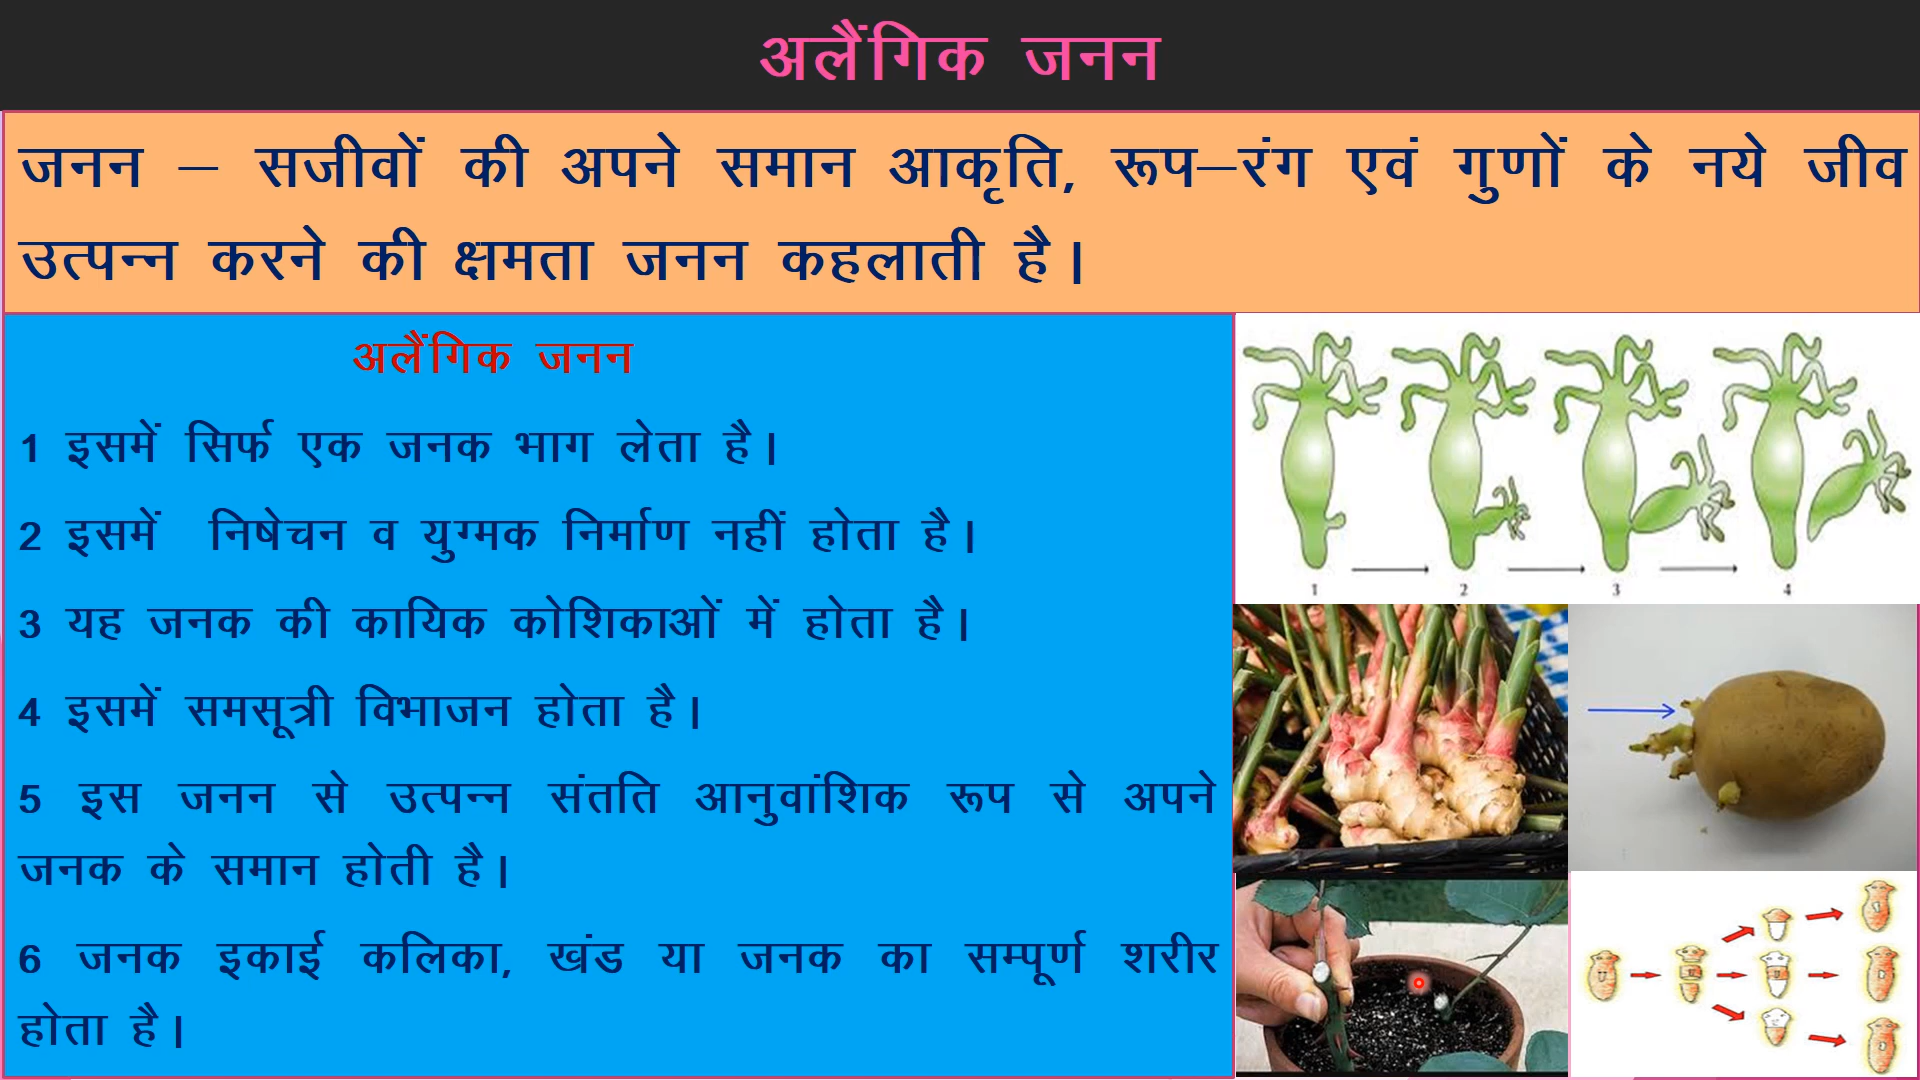 अलैंगिक जनन
जनन – सजीवों की अपने समान आकृति, रूप–रंग एवं गुणों के नये जीव
उत्पन्न करने की क्षमता जनन कहलाती है।
अलैंगिक जनन
1 इसमें सिर्फ एक जनक भाग लेता है।
2 इसमें निषेचन व युग्मक निर्माण नहीं होता है।
3 यह जनक की कायिक कोशिकाओं में होता है।
4 इसमें समसूत्री विभाजन होता है।
5 इस जनन से उत्पन्न संतति आनुवांशिक रूप से अपने
जनक के समान होती है।
6 जनक इकाई कलिका, खंड या जनक का सम्पूर्ण शरीर
होता है।
1 2 3 4